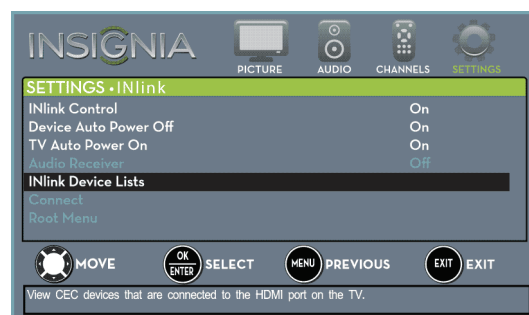 INSIGNIA
PICTURE AUDIO CHANNELS SETTINGS
SETTINGS • INlink
INlink Control On
Device Auto Power Off On
TV Auto Power On On
Audio Receiver Off
INlink Device Lists
Connect
Root Menu
MOVE OK ENTER SELECT MENU PREVIOUS EXIT EXIT
View CEC devices that are connected to the HDMI port on the TV.